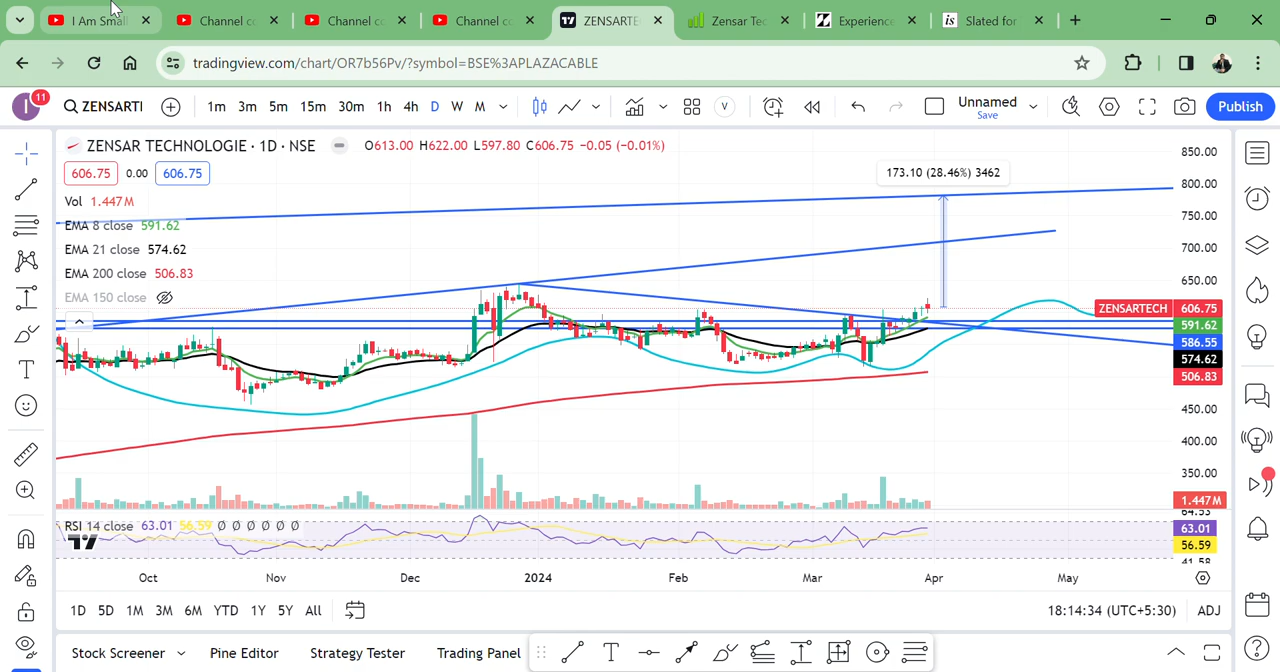 I Am Small
Channel co
Channel co
Channel c
ZENSARTE
Zensar Tec
Experience
Slated for
tradingview.com/chart/OR7b56Pv/?symbol=BSE%3APLAZACABLE
I
11
ZENSARTI
1m 3m 5m 15m 30m 1h 4h D W M
V
Unnamed
Save
Publish
ZENSAR TECHNOLOGIE · 1D · NSE
O613.00 H622.00 L597.80 C606.75 −0.05 (−0.01%)
606.75 0.00 606.75
Vol 1.447M
EMA 8 close 591.62
EMA 21 close 574.62
EMA 200 close 506.83
EMA 150 close
173.10 (28.46%) 3462
850.00
800.00
750.00
700.00
650.00
ZENSARTECH 606.75
591.62
586.55
574.62
506.83
450.00
400.00
350.00
1.447M
64.53
RSI 14 close 63.01 56.59 Ø Ø Ø Ø Ø Ø
63.01
56.59
41.58
Oct Nov Dec 2024 Feb Mar Apr May
1D 5D 1M 3M 6M YTD 1Y 5Y All
18:14:34 (UTC+5:30) ADJ
Stock Screener Pine Editor Strategy Tester Trading Panel